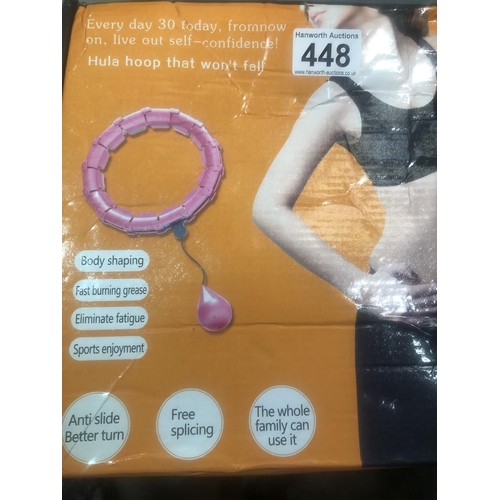 Every day 30 today, fromnow
on, live out self-confidence!
Hula hoop that won't fall
Hanworth Auctions
448
www.hanworth-auctions.co.uk
Body shaping
Fast burning grease
Eliminate fatigue
Sports enjoyment
Anti slide
Better turn
Free
splicing
The whole
family can
use it